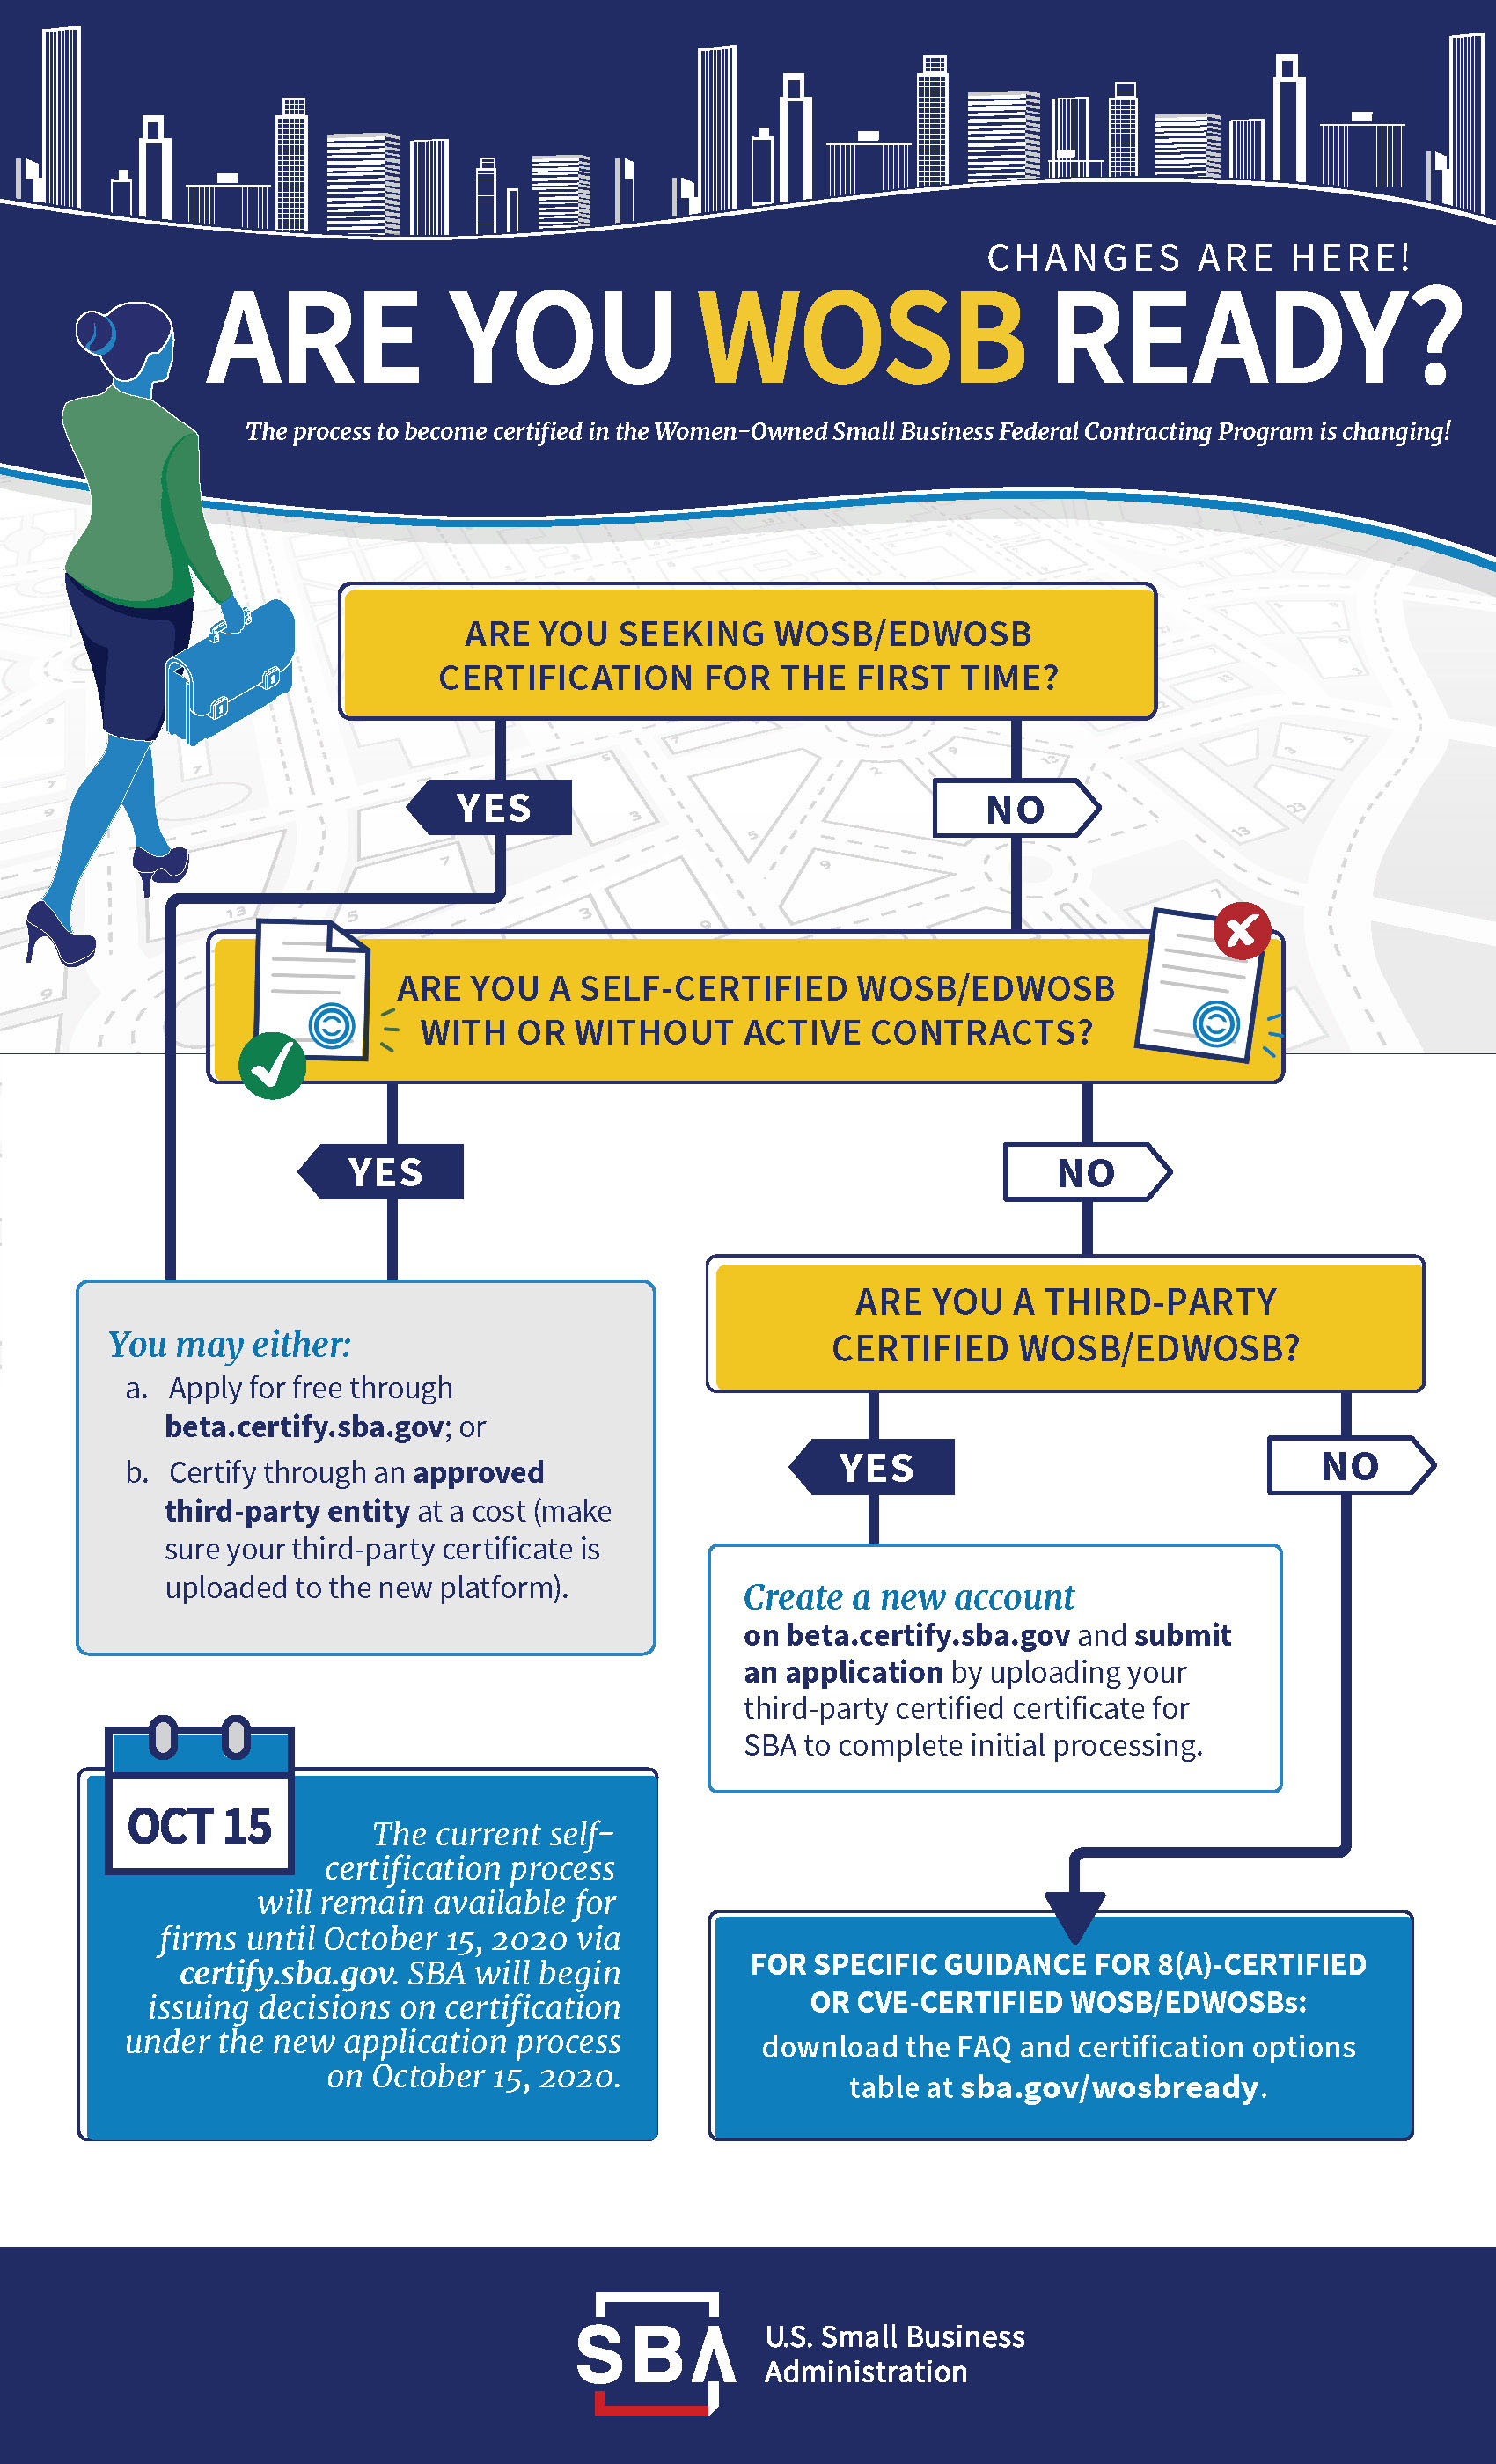 CHANGES ARE HERE!
ARE YOU WOSB READY?
The process to become certified in the Women-Owned Small Business Federal Contracting Program is changing!
ARE YOU SEEKING WOSB/EDWOSB
CERTIFICATION FOR THE FIRST TIME?
YES
NO
ARE YOU A SELF-CERTIFIED WOSB/EDWOSB
WITH OR WITHOUT ACTIVE CONTRACTS?
YES
NO
You may either:
a. Apply for free through
beta.certify.sba.gov; or
b. Certify through an approved
third-party entity at a cost (make
sure your third-party certificate is
uploaded to the new platform).
ARE YOU A THIRD-PARTY
CERTIFIED WOSB/EDWOSB?
YES
NO
Create a new account
on beta.certify.sba.gov and submit
an application by uploading your
third-party certified certificate for
SBA to complete initial processing.
OCT 15
The current self-
certification process
will remain available for
firms until October 15, 2020 via
certify.sba.gov. SBA will begin
issuing decisions on certification
under the new application process
on October 15, 2020.
FOR SPECIFIC GUIDANCE FOR 8(A)-CERTIFIED
OR CVE-CERTIFIED WOSB/EDWOSBs:
download the FAQ and certification options
table at sba.gov/wosbready.
SBA
U.S. Small Business
Administration